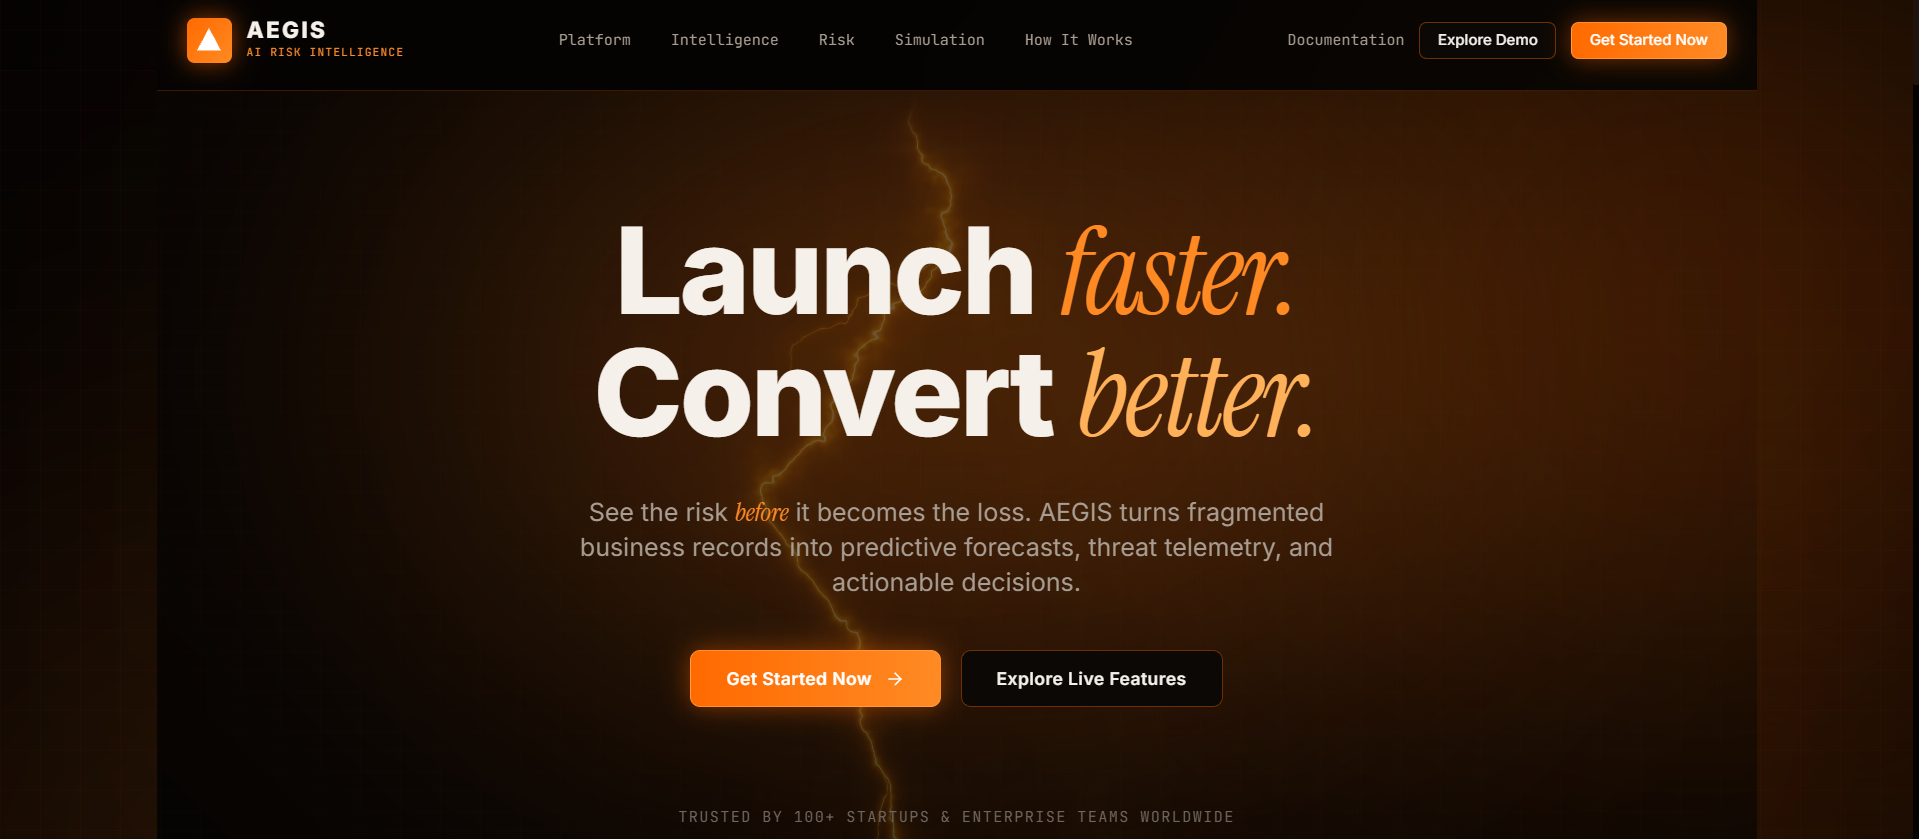 AEGIS
AI RISK INTELLIGENCE
Platform
Intelligence
Risk
Simulation
How It Works
Documentation
Explore Demo
Get Started Now
Launch faster.
Convert better.
See the risk before it becomes the loss. AEGIS turns fragmented
business records into predictive forecasts, threat telemetry, and
actionable decisions.
Get Started Now →
Explore Live Features
TRUSTED BY 100+ STARTUPS & ENTERPRISE TEAMS WORLDWIDE